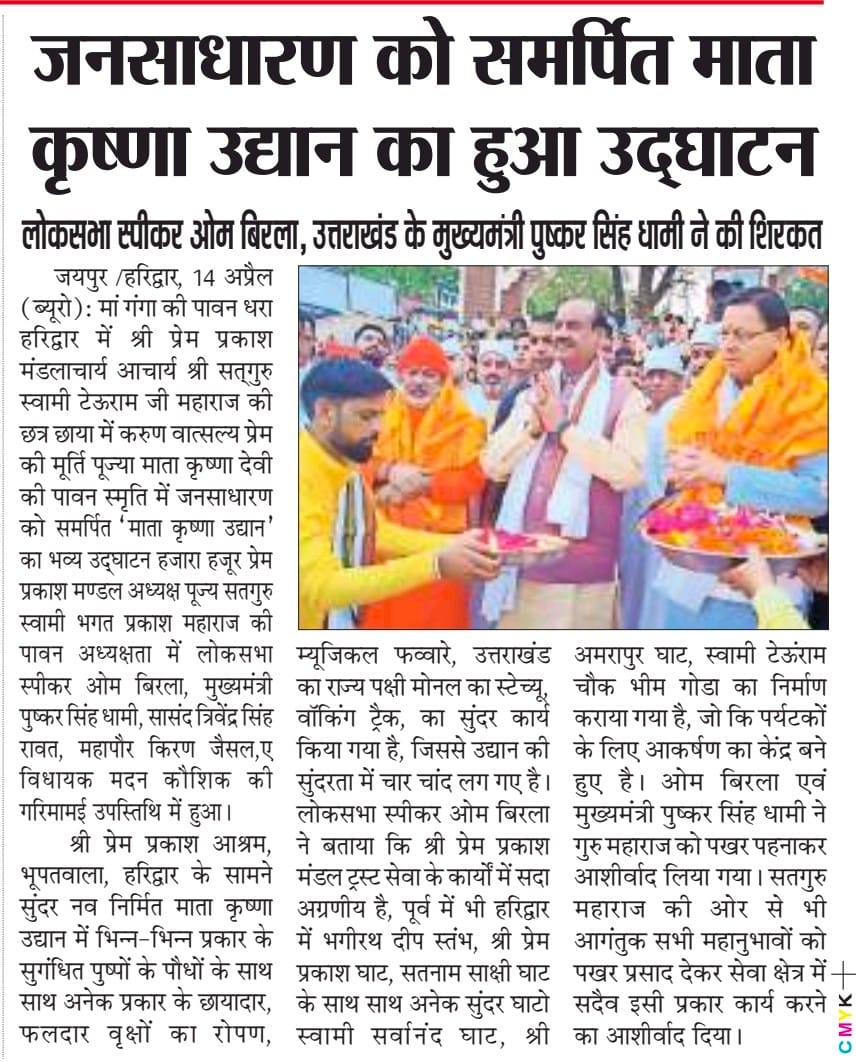 जनसाधारण को समर्पित माता
कृष्णा उद्यान का हुआ उद्घाटन
लोकसभा स्पीकर ओम बिरला, उत्तराखंड के मुख्यमंत्री पुष्कर सिंह धामी ने की शिरकत
जयपुर /हरिद्वार, 14 अप्रैल
(ब्यूरो): मां गंगा की पावन धरा
हरिद्वार में श्री प्रेम प्रकाश
मंडलाचार्य आचार्य श्री सत्‌गुरु
स्वामी टेऊराम जी महाराज की
छत्र छाया में करुण वात्सल्य प्रेम
की मूर्ति पूज्या माता कृष्णा देवी
की पावन स्मृति में जनसाधारण
को समर्पित ‘माता कृष्णा उद्यान’
का भव्य उद्घाटन हजारा हजूर प्रेम
प्रकाश मण्डल अध्यक्ष पूज्य सतगुरु
स्वामी भगत प्रकाश महाराज की
पावन अध्यक्षता में लोकसभा
स्पीकर ओम बिरला, मुख्यमंत्री
पुष्कर सिंह धामी, सासंद त्रिवेंद्र सिंह
रावत, महापौर किरण जैसल,ए
विधायक मदन कौशिक की
गरिमामई उपस्तिथि में हुआ।
श्री प्रेम प्रकाश आश्रम,
भूपतवाला, हरिद्वार के सामने
सुंदर नव निर्मित माता कृष्णा
उद्यान में भिन्न-भिन्न प्रकार के
सुगंधित पुष्पों के पौधों के साथ
साथ अनेक प्रकार के छायादार,
फलदार वृक्षों का रोपण,
म्यूजिकल फव्वारे, उत्तराखंड
का राज्य पक्षी मोनल का स्टेच्यू,
वॉकिंग ट्रैक, का सुंदर कार्य
किया गया है, जिससे उद्यान की
सुंदरता में चार चांद लग गए है।
लोकसभा स्पीकर ओम बिरला
ने बताया कि श्री प्रेम प्रकाश
मंडल ट्रस्ट सेवा के कार्यों में सदा
अग्रणीय है, पूर्व में भी हरिद्वार
में भगीरथ दीप स्तंभ, श्री प्रेम
प्रकाश घाट, सतनाम साक्षी घाट
के साथ साथ अनेक सुंदर घाटो
स्वामी सर्वानंद घाट, श्री
अमरापुर घाट, स्वामी टेऊंराम
चौक भीम गोडा का निर्माण
कराया गया है, जो कि पर्यटकों
के लिए आकर्षण का केंद्र बने
हुए है। ओम बिरला एवं
मुख्यमंत्री पुष्कर सिंह धामी ने
गुरु महाराज को पखर पहनाकर
आशीर्वाद लिया गया। सतगुरु
महाराज की ओर से भी
आगंतुक सभी महानुभावों को
पखर प्रसाद देकर सेवा क्षेत्र में
सदैव इसी प्रकार कार्य करने
का आशीर्वाद दिया।
CMYK